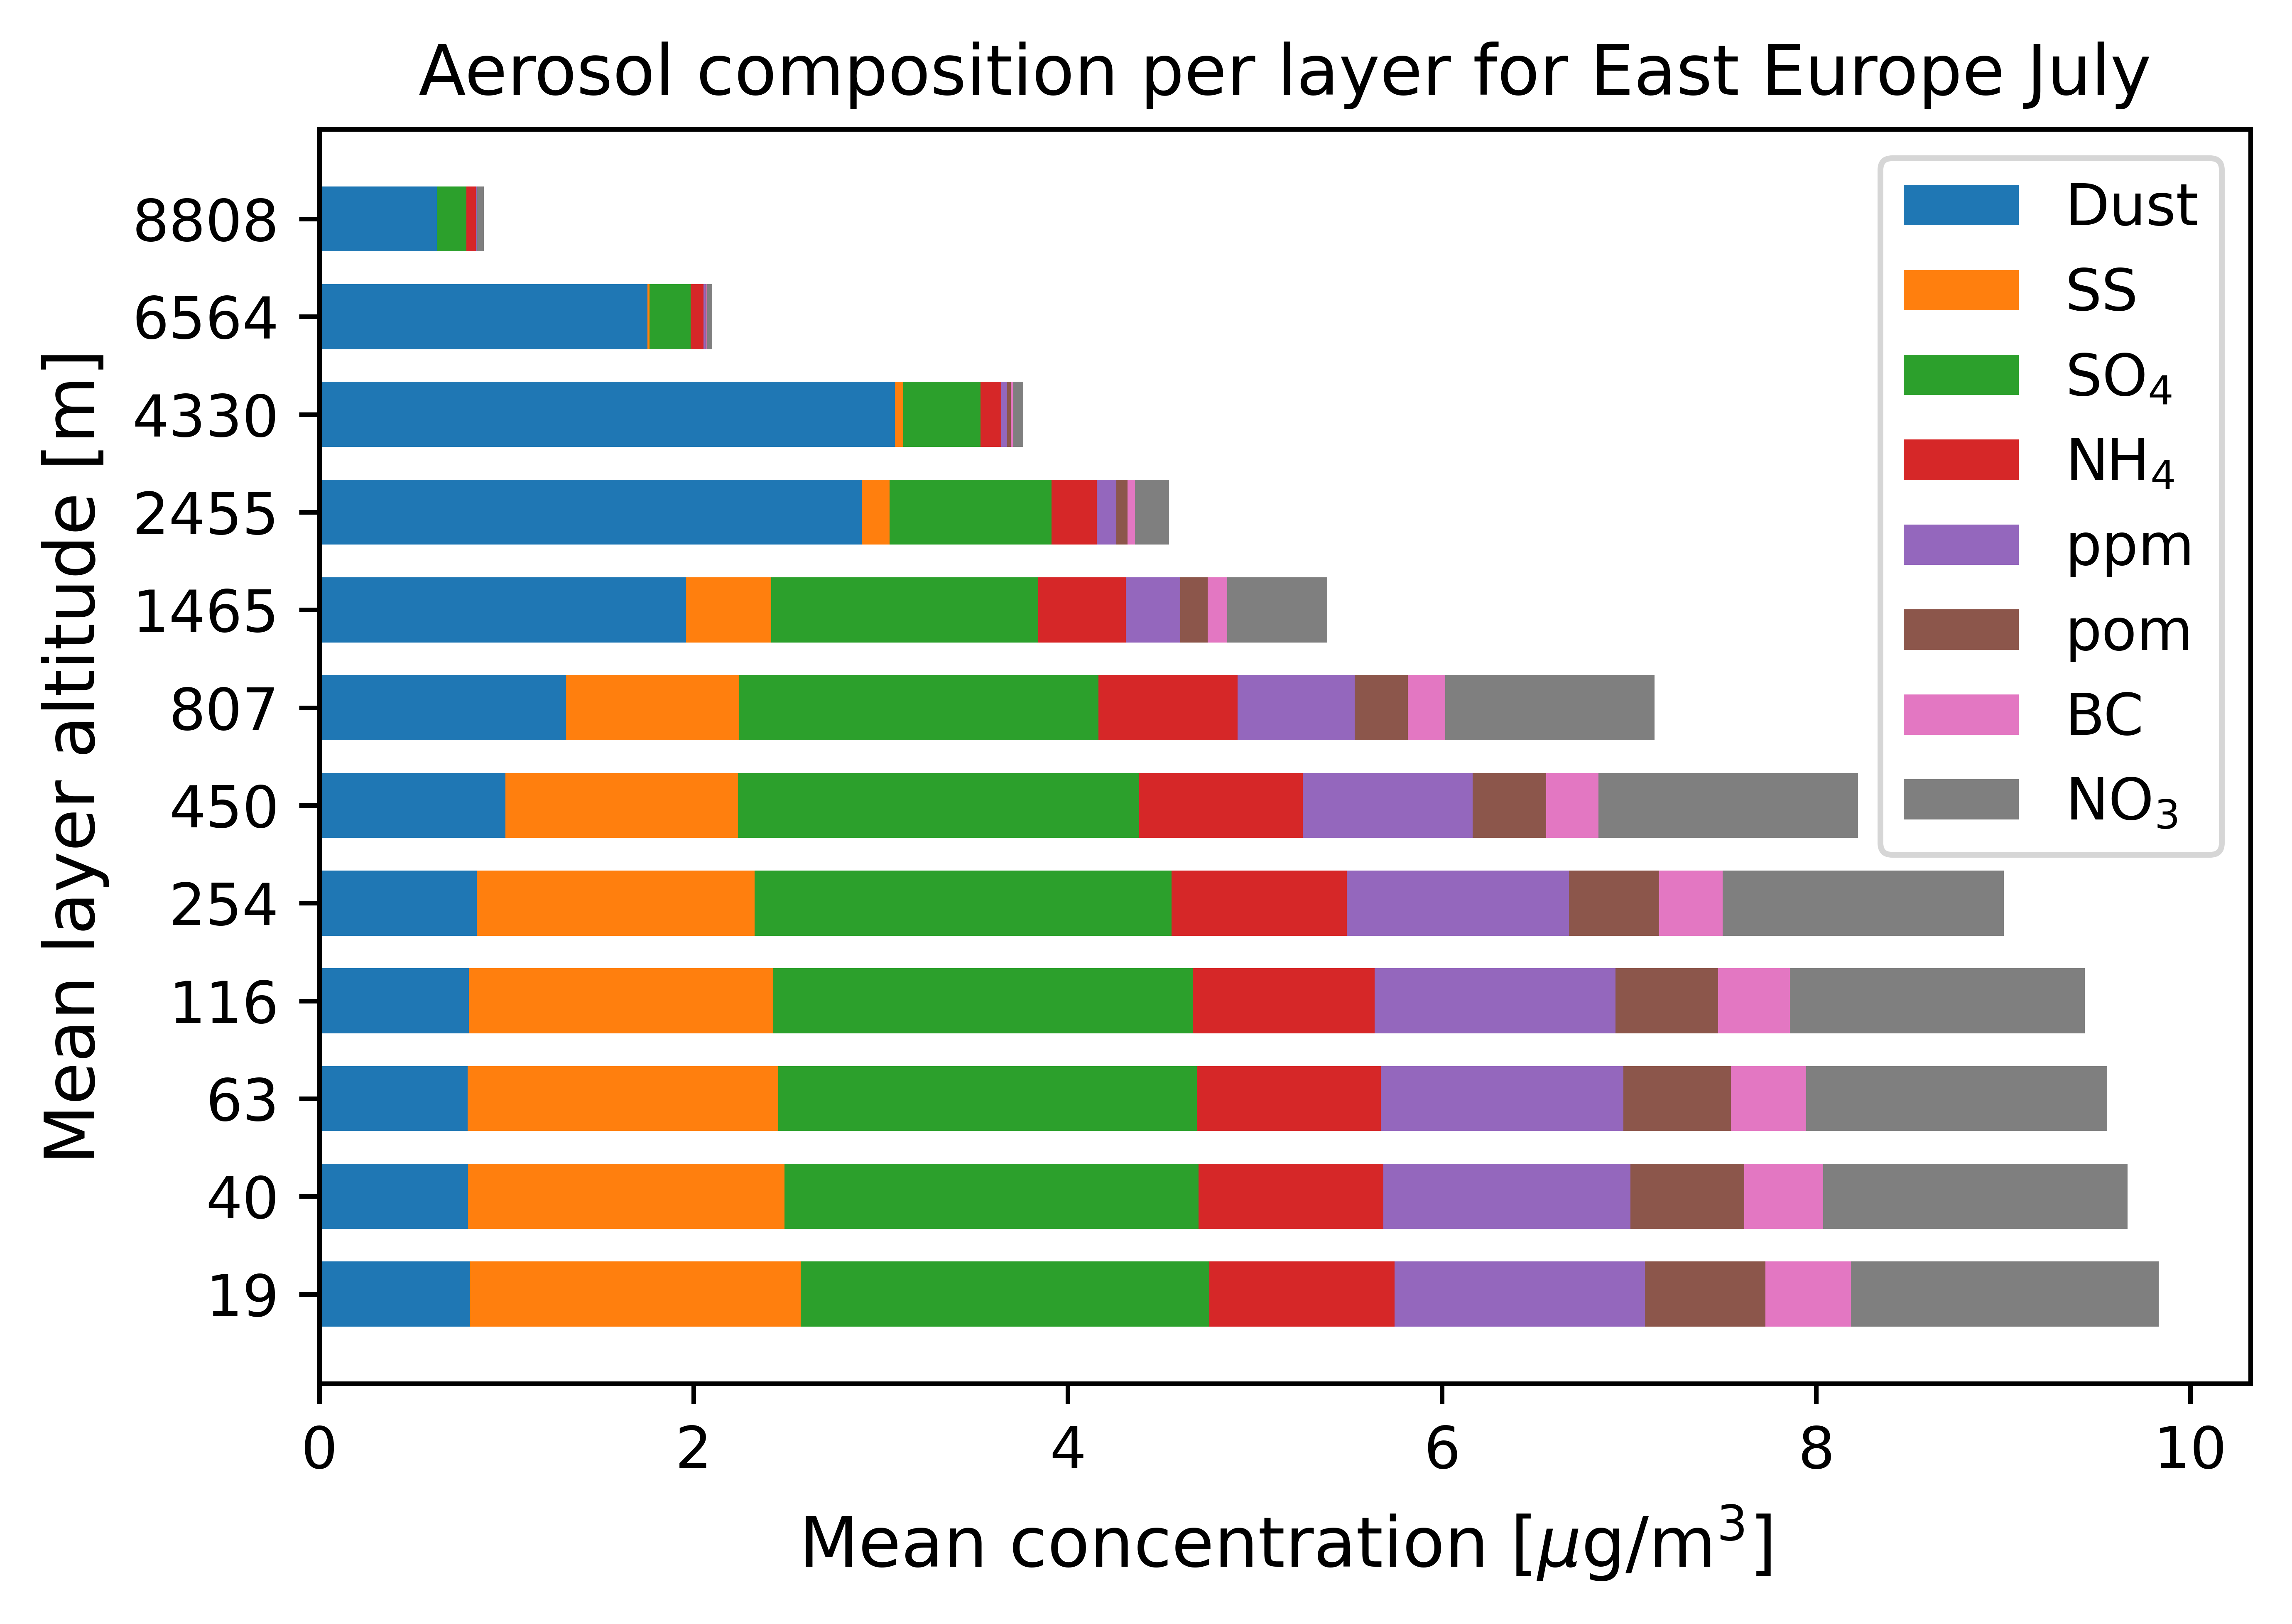 Aerosol composition per layer for East Europe July
Mean layer altitude [m]
8808
6564
4330
2455
1465
807
450
254
116
63
40
19
0 2 4 6 8 10
Mean concentration [μg/m³]
Dust
SS
SO₄
NH₄
ppm
pom
BC
NO₃